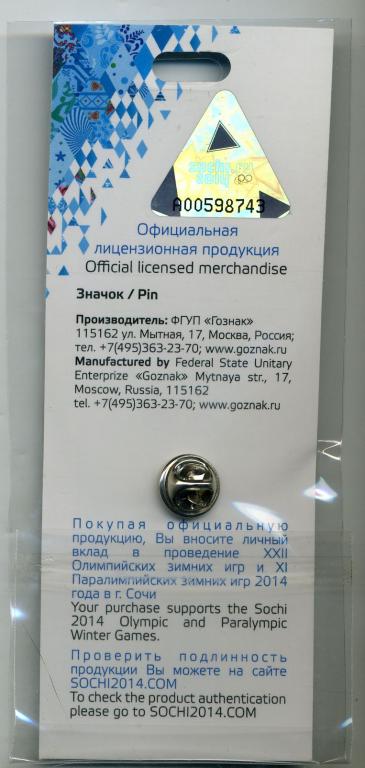 sochi.ru
2014
A00598743
Официальная
лицензионная продукция
Official licensed merchandise
Значок / Pin
Производитель: ФГУП «Гознак»
115162 ул. Мытная, 17, Москва, Россия;
тел. +7(495)363-23-70; www.goznak.ru
Manufactured by Federal State Unitary
Enterprize «Goznak» Mytnaya str., 17,
Moscow, Russia, 115162
tel. +7(495)363-23-70; www.goznak.ru
Покупая официальную
продукцию, Вы вносите личный
вклад в проведение XXII
Олимпийских зимних игр и XI
Паралимпийских зимних игр 2014
года в г. Сочи
Your purchase supports the Sochi
2014 Olympic and Paralympic
Winter Games.
Проверить подлинность
продукции Вы можете на сайте
SOCHI2014.COM
To check the product authentication
please go to SOCHI2014.COM